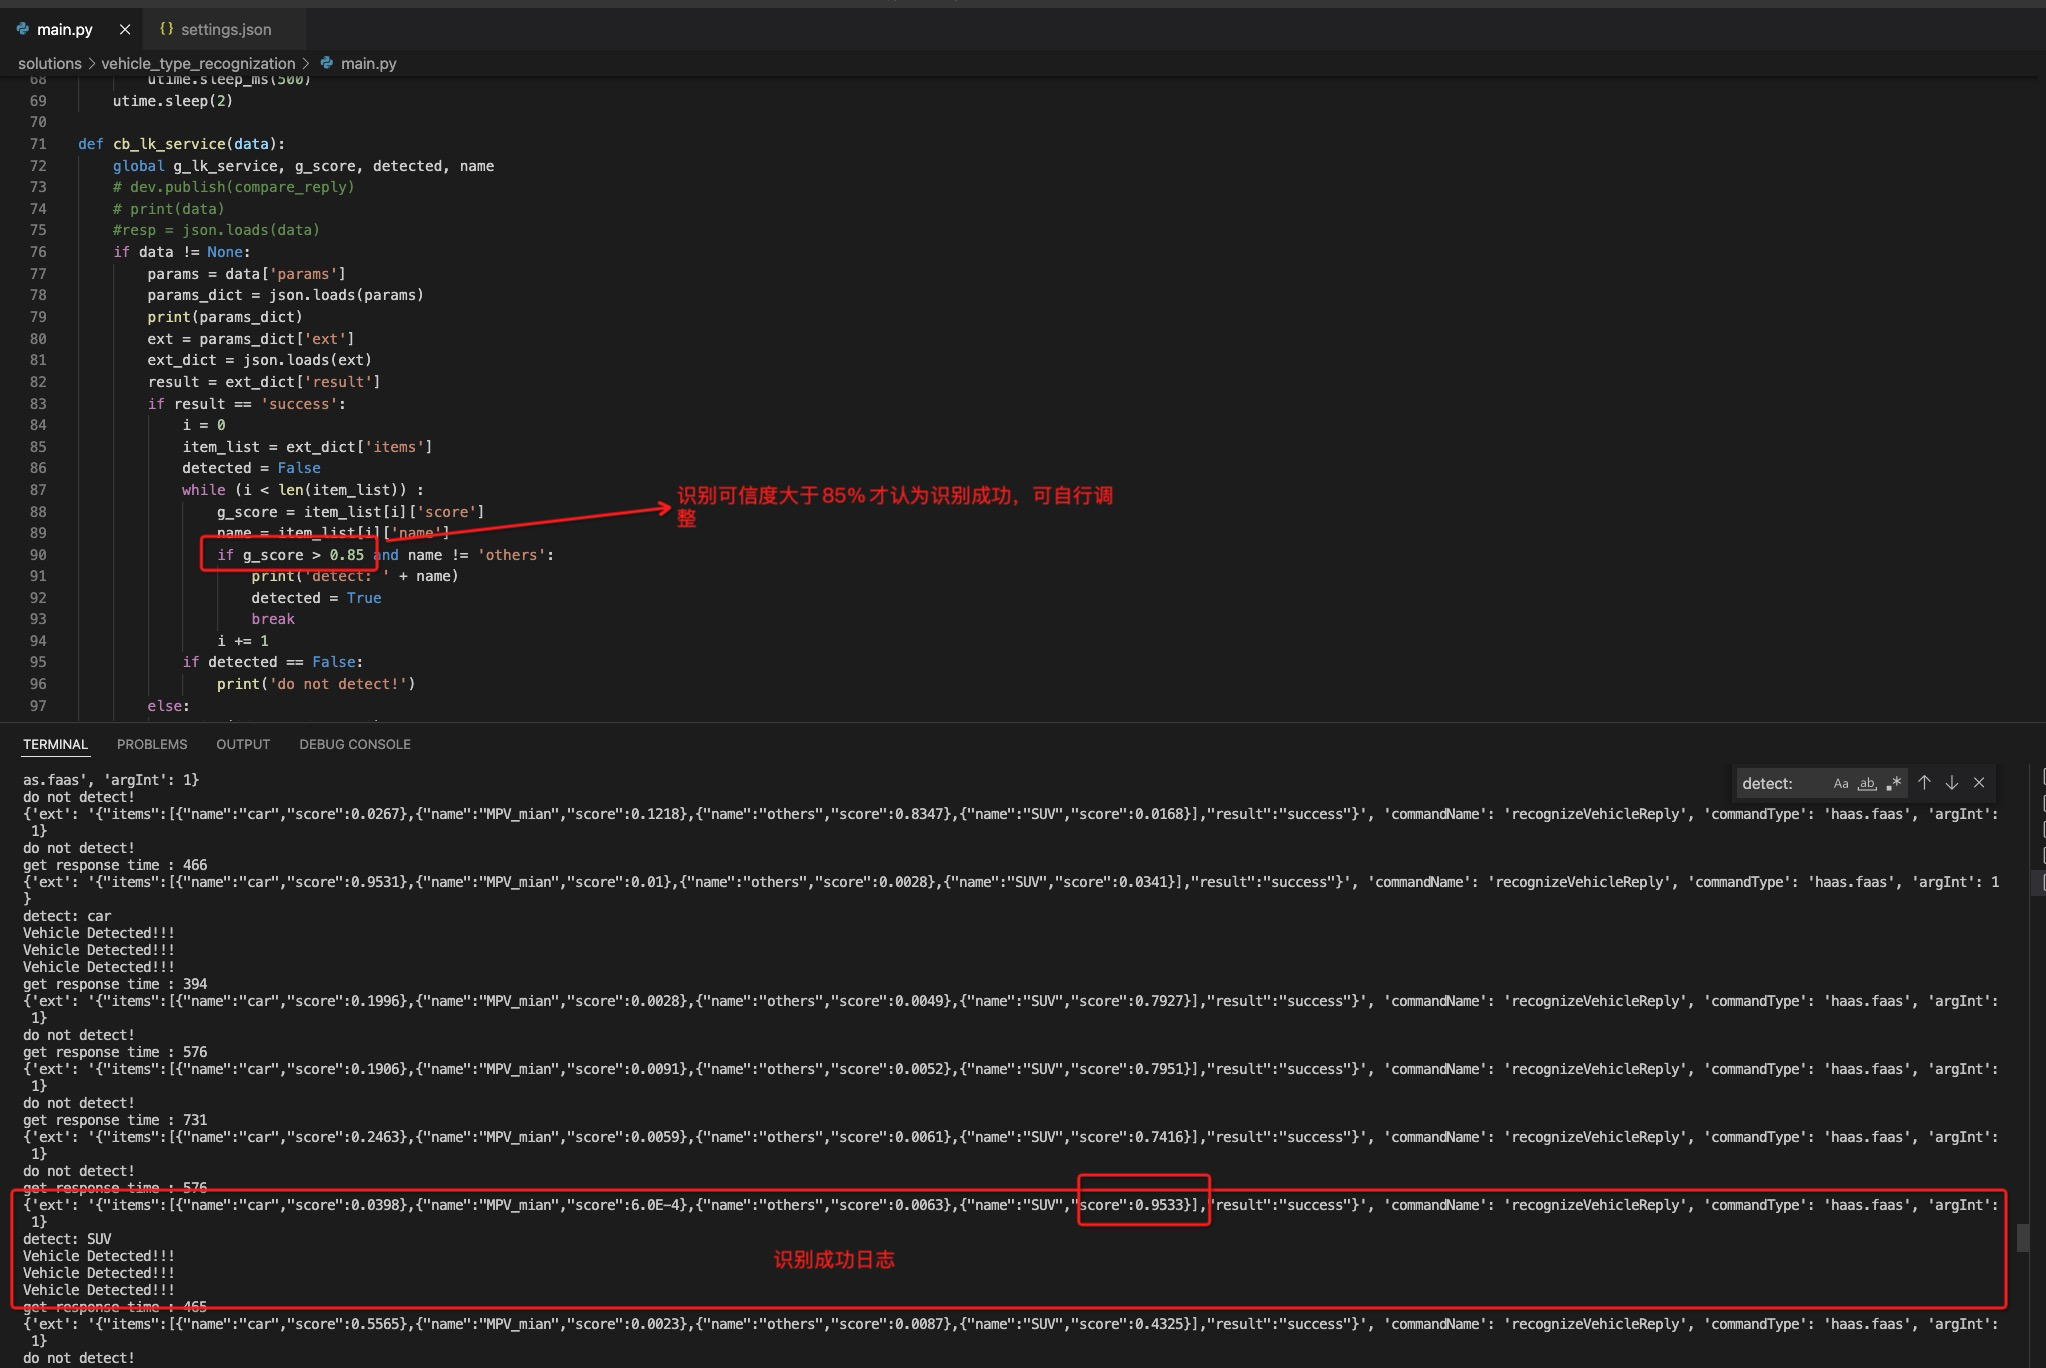 main.py
settings.json
solutions > vehicle_type_recognization > main.py
68 utime.sleep_ms(500)
69 utime.sleep(2)
70
71 def cb_lk_service(data):
72 global g_lk_service, g_score, detected, name
73 # dev.publish(compare_reply)
74 # print(data)
75 #resp = json.loads(data)
76 if data != None:
77 params = data['params']
78 params_dict = json.loads(params)
79 print(params_dict)
80 ext = params_dict['ext']
81 ext_dict = json.loads(ext)
82 result = ext_dict['result']
83 if result == 'success':
84 i = 0
85 item_list = ext_dict['items']
86 detected = False
87 while (i < len(item_list)) :
88 g_score = item_list[i]['score']
89 name = item_list[i]['name']
90 if g_score > 0.85 and name != 'others':
91 print('detect: ' + name)
92 detected = True
93 break
94 i += 1
95 if detected == False:
96 print('do not detect!')
97 else:
识别可信度大于85%才认为识别成功，可自行调
整
TERMINAL PROBLEMS OUTPUT DEBUG CONSOLE
detect: Aa ab .*
as.faas', 'argInt': 1}
do not detect!
{'ext': '{"items":[{"name":"car","score":0.0267},{"name":"MPV_mian","score":0.1218},{"name":"others","score":0.8347},{"name":"SUV","score":0.0168}],"result":"success"}', 'commandName': 'recognizeVehicleReply', 'commandType': 'haas.faas', 'argInt':
1}
do not detect!
get response time : 466
{'ext': '{"items":[{"name":"car","score":0.9531},{"name":"MPV_mian","score":0.01},{"name":"others","score":0.0028},{"name":"SUV","score":0.0341}],"result":"success"}', 'commandName': 'recognizeVehicleReply', 'commandType': 'haas.faas', 'argInt': 1
}
detect: car
Vehicle Detected!!!
Vehicle Detected!!!
Vehicle Detected!!!
get response time : 394
{'ext': '{"items":[{"name":"car","score":0.1996},{"name":"MPV_mian","score":0.0028},{"name":"others","score":0.0049},{"name":"SUV","score":0.7927}],"result":"success"}', 'commandName': 'recognizeVehicleReply', 'commandType': 'haas.faas', 'argInt':
1}
do not detect!
get response time : 576
{'ext': '{"items":[{"name":"car","score":0.1906},{"name":"MPV_mian","score":0.0091},{"name":"others","score":0.0052},{"name":"SUV","score":0.7951}],"result":"success"}', 'commandName': 'recognizeVehicleReply', 'commandType': 'haas.faas', 'argInt':
1}
do not detect!
get response time : 731
{'ext': '{"items":[{"name":"car","score":0.2463},{"name":"MPV_mian","score":0.0059},{"name":"others","score":0.0061},{"name":"SUV","score":0.7416}],"result":"success"}', 'commandName': 'recognizeVehicleReply', 'commandType': 'haas.faas', 'argInt':
1}
do not detect!
get response time : 576
{'ext': '{"items":[{"name":"car","score":0.0398},{"name":"MPV_mian","score":6.0E-4},{"name":"others","score":0.0063},{"name":"SUV","score":0.9533}],"result":"success"}', 'commandName': 'recognizeVehicleReply', 'commandType': 'haas.faas', 'argInt':
1}
detect: SUV
Vehicle Detected!!!
识别成功日志
Vehicle Detected!!!
Vehicle Detected!!!
get response time : 465
{'ext': '{"items":[{"name":"car","score":0.5565},{"name":"MPV_mian","score":0.0023},{"name":"others","score":0.0087},{"name":"SUV","score":0.4325}],"result":"success"}', 'commandName': 'recognizeVehicleReply', 'commandType': 'haas.faas', 'argInt':
1}
do not detect!